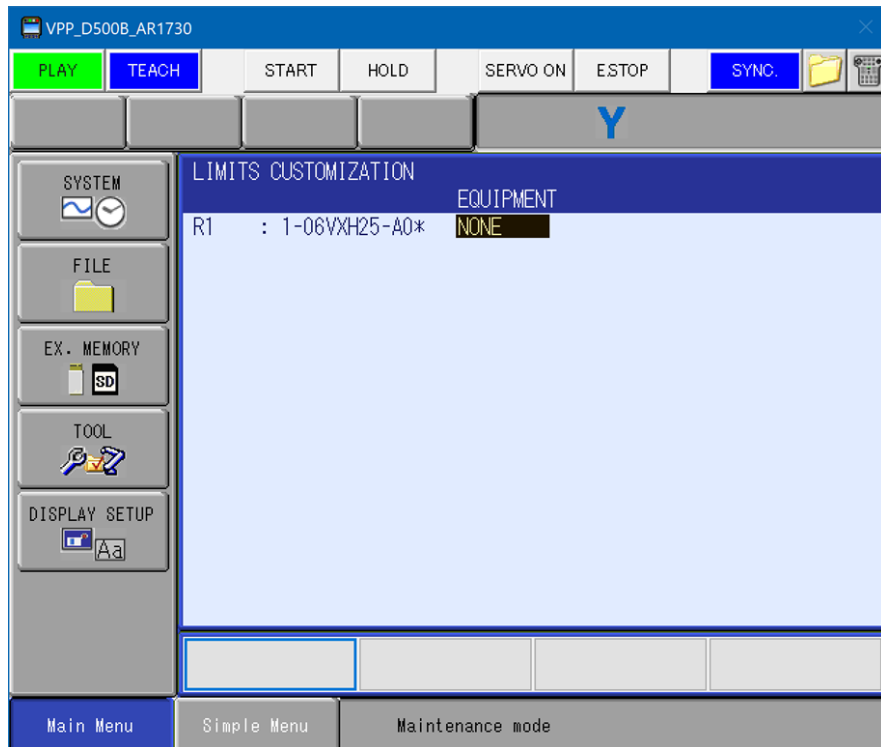 VPP_D500B_AR1730
PLAY TEACH START HOLD SERVO ON E.STOP SYNC.
Y
SYSTEM
FILE
EX. MEMORY
SD
TOOL
DISPLAY SETUP
Aa
LIMITS CUSTOMIZATION
EQUIPMENT
R1 : 1-06VXH25-A0* NONE
Main Menu Simple Menu Maintenance mode